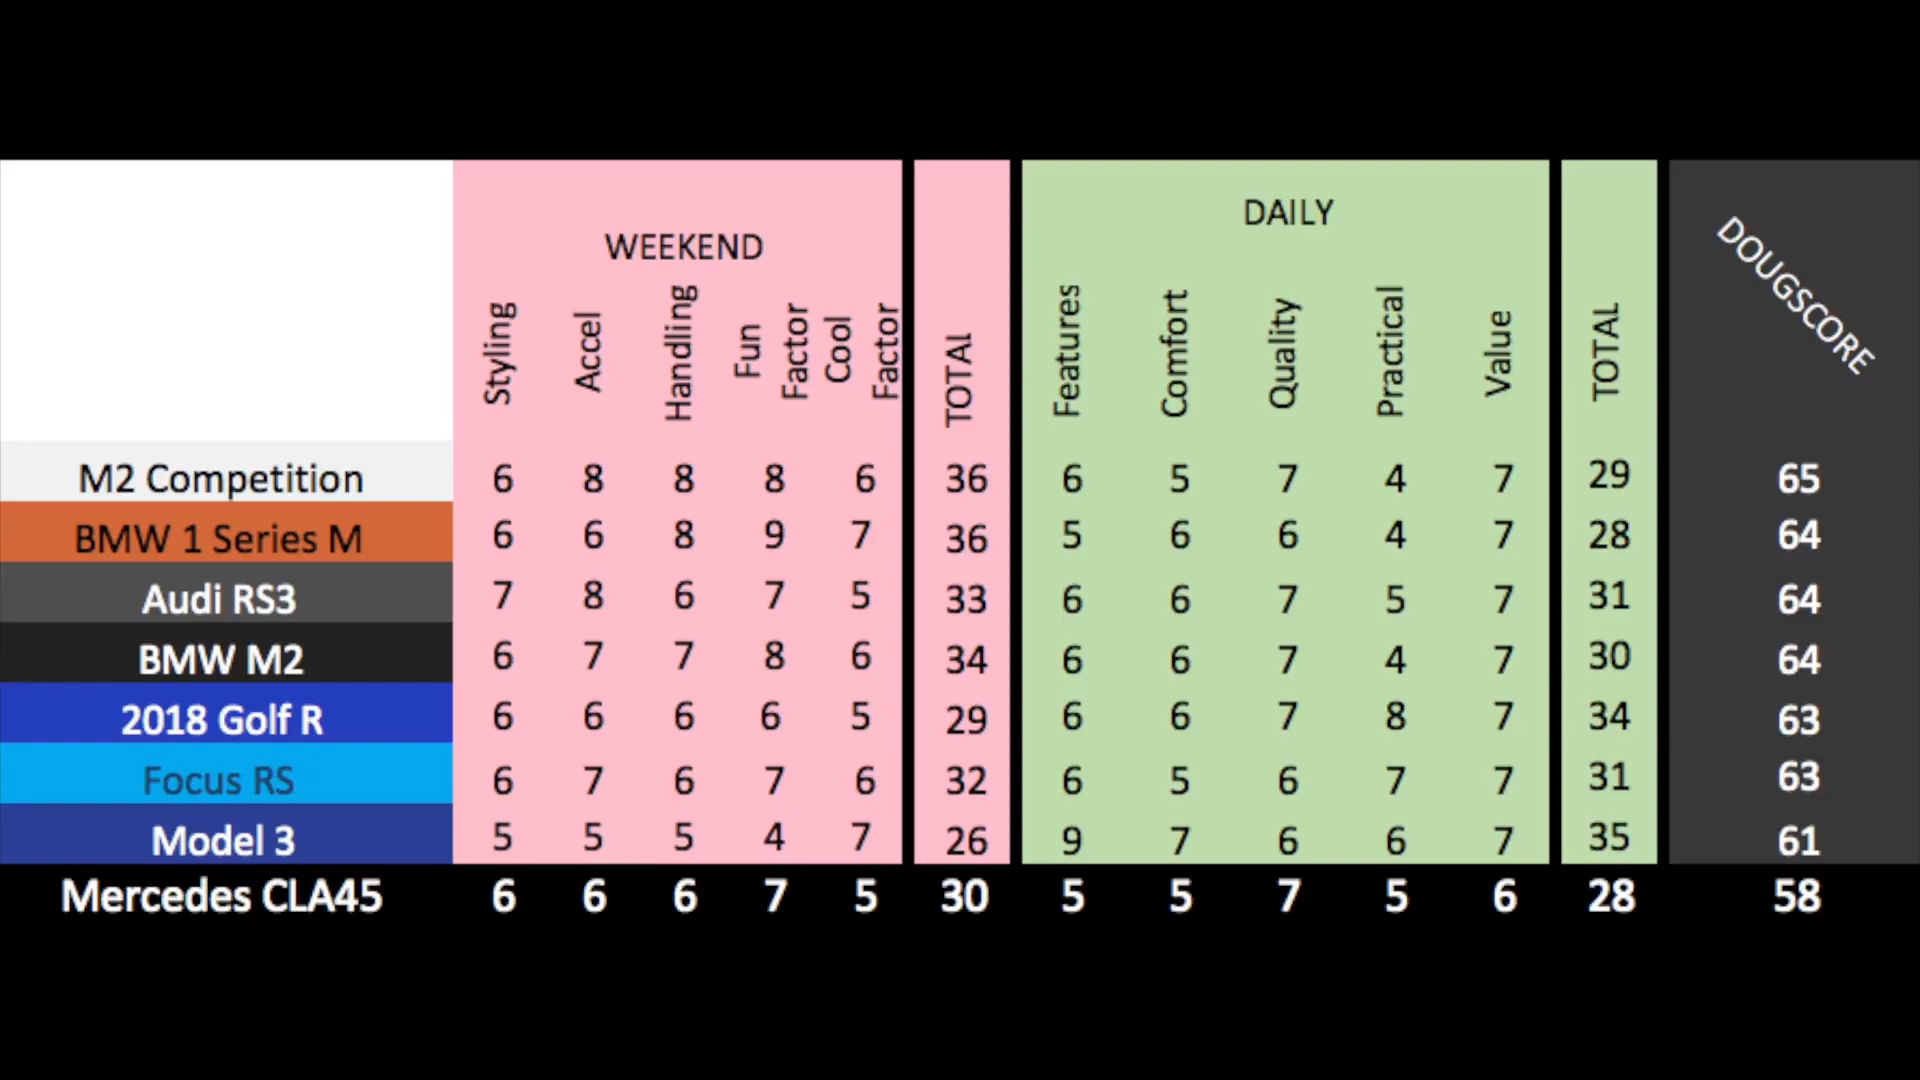 WEEKEND
DAILY
Styling Accel Handling Fun Factor Cool Factor TOTAL Features Comfort Quality Practical Value TOTAL DOUGSCORE
M2 Competition 6 8 8 8 6 36 6 5 7 4 7 29 65
BMW 1 Series M 6 6 8 9 7 36 5 6 6 4 7 28 64
Audi RS3 7 8 6 7 5 33 6 6 7 5 7 31 64
BMW M2 6 7 7 8 6 34 6 6 7 4 7 30 64
2018 Golf R 6 6 6 6 5 29 6 6 7 8 7 34 63
Focus RS 6 7 6 7 6 32 6 5 6 7 7 31 63
Model 3 5 5 5 4 7 26 9 7 6 6 7 35 61
Mercedes CLA45 6 6 6 7 5 30 5 5 7 5 6 28 58